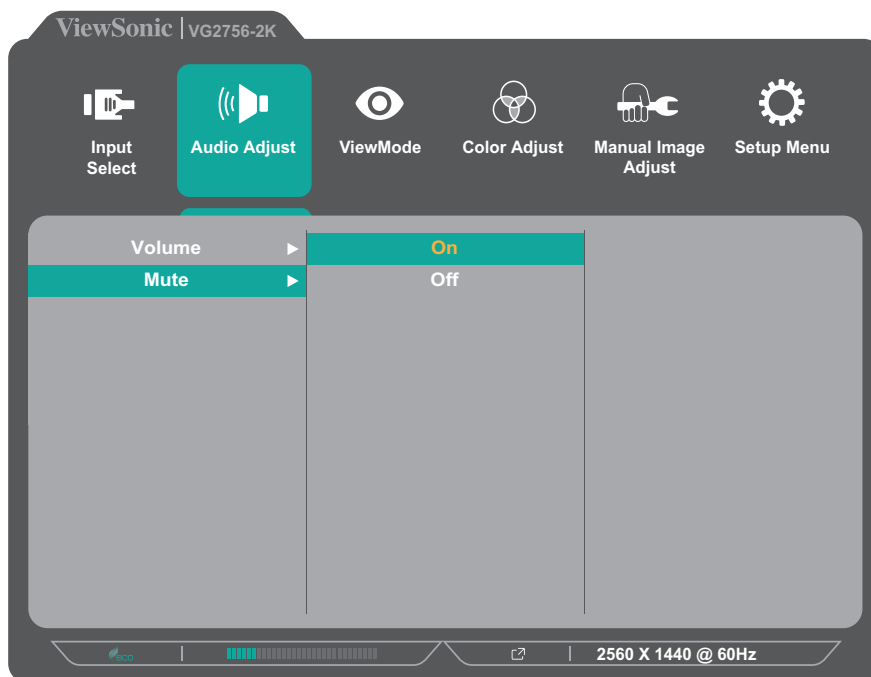 ViewSonic | VG2756-2K
Input
Select
Audio Adjust
ViewMode
Color Adjust
Manual Image
Adjust
Setup Menu
Volume
On
Mute
Off
eco
2560 X 1440 @ 60Hz